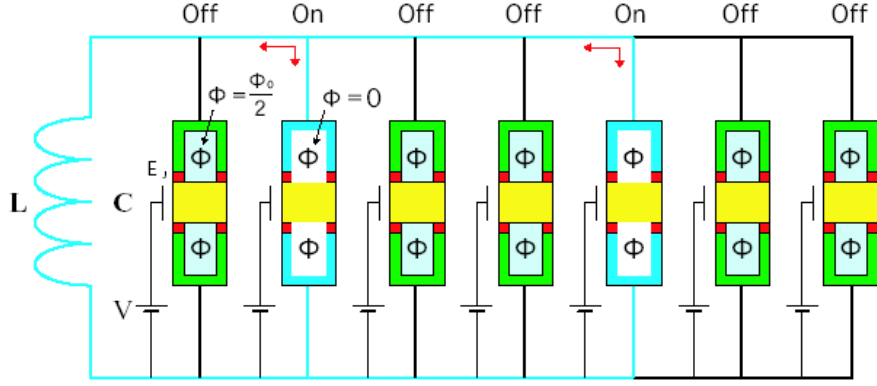 Off On Off Off On Off Off
Φ = Φ₀/2 Φ = 0
Φ Φ Φ Φ Φ Φ Φ
E J
L C
Φ Φ Φ Φ Φ Φ Φ
V